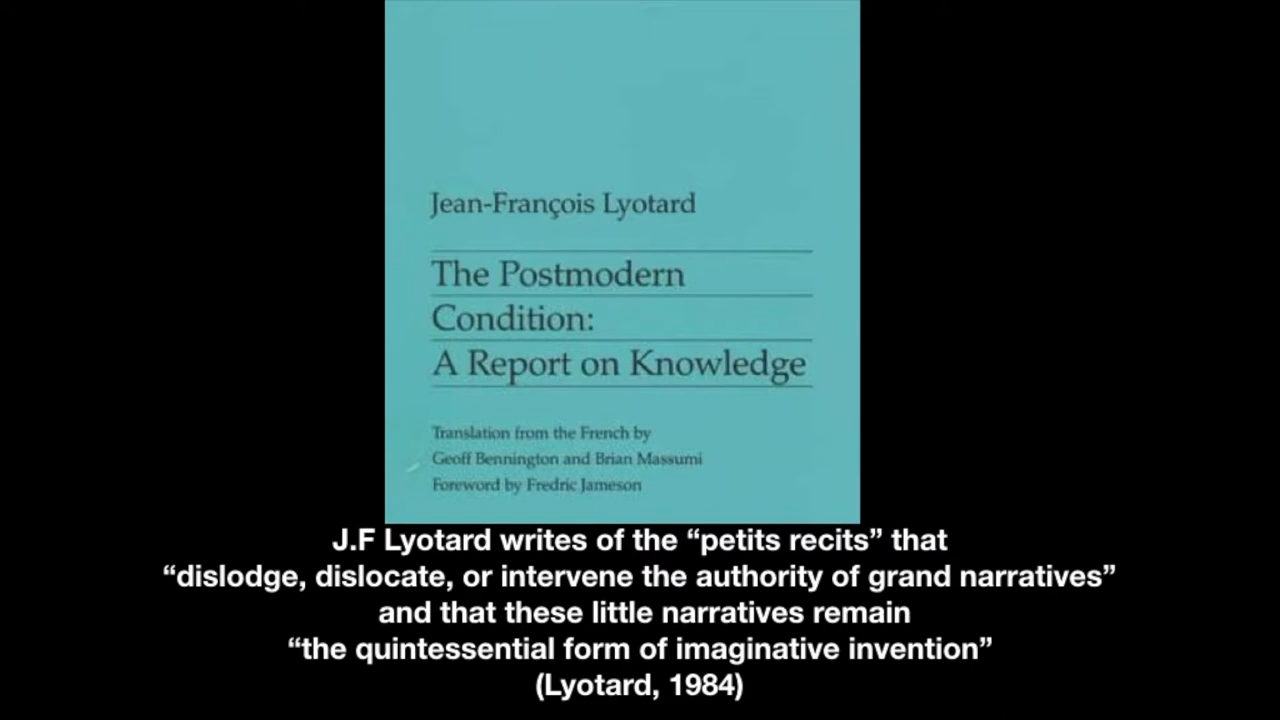 Jean-François Lyotard
The Postmodern
Condition:
A Report on Knowledge
Translation from the French by
Geoff Bennington and Brian Massumi
Foreword by Fredric Jameson
J.F Lyotard writes of the “petits recits” that
“dislodge, dislocate, or intervene the authority of grand narratives”
and that these little narratives remain
“the quintessential form of imaginative invention”
(Lyotard, 1984)